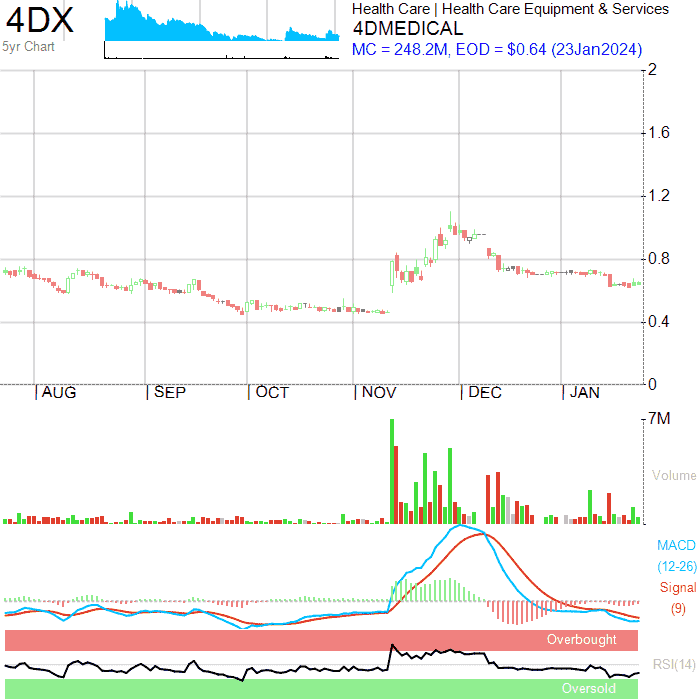 4DX
5yr Chart
Health Care | Health Care Equipment & Services
4DMEDICAL
MC = 248.2M, EOD = $0.64 (23Jan2024)
2
1.6
1.2
0.8
0.4
0
| AUG | SEP | OCT | NOV | DEC | JAN
7M
Volume
MACD
(12-26)
Signal
(9)
Overbought
RSI(14)
Oversold